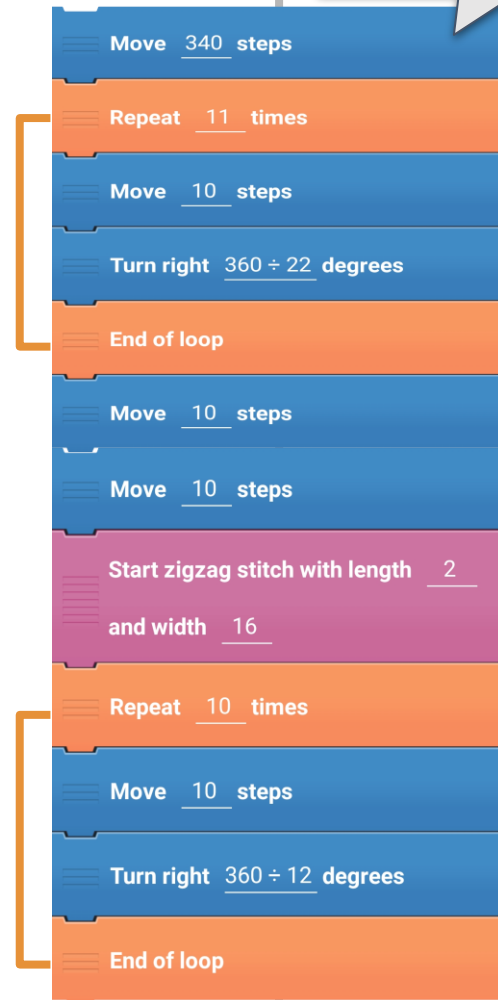 Move 340 steps
Repeat 11 times
Move 10 steps
Turn right 360 ÷ 22 degrees
End of loop
Move 10 steps
Move 10 steps
Start zigzag stitch with length 2
and width 16
Repeat 10 times
Move 10 steps
Turn right 360 ÷ 12 degrees
End of loop